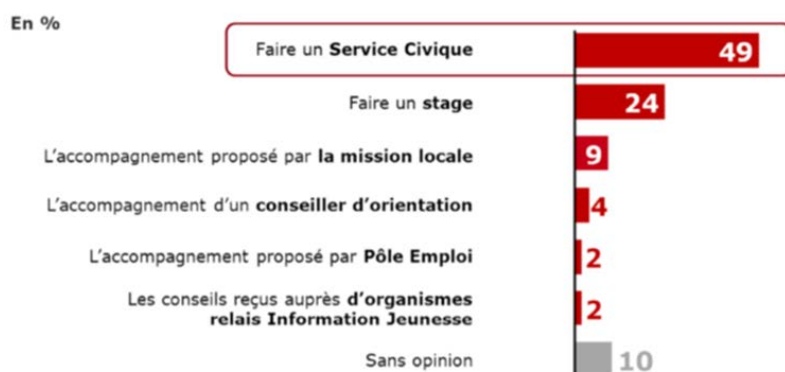 En %
Faire un Service Civique 49
Faire un stage 24
L'accompagnement proposé par la mission locale 9
L'accompagnement d'un conseiller d'orientation 4
L'accompagnement proposé par Pôle Emploi 2
Les conseils reçus auprès d'organismes
relais Information Jeunesse 2
Sans opinion 10